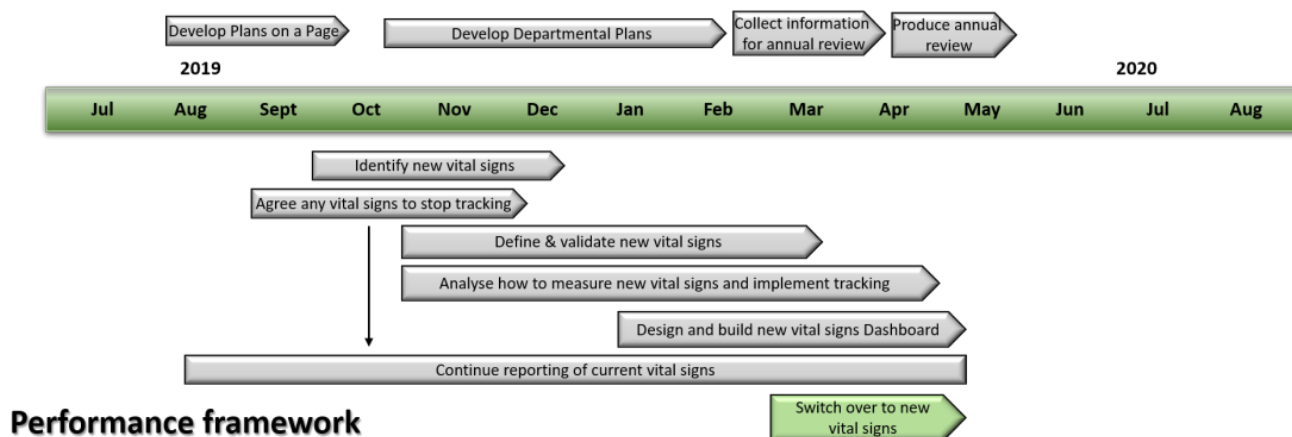 Develop Plans on a Page
Develop Departmental Plans
Collect information
for annual review
Produce annual
review
2019
2020
Jul Aug Sept Oct Nov Dec Jan Feb Mar Apr May Jun Jul Aug
Identify new vital signs
Agree any vital signs to stop tracking
Define & validate new vital signs
Analyse how to measure new vital signs and implement tracking
Design and build new vital signs Dashboard
Continue reporting of current vital signs
Switch over to new
vital signs
Performance framework